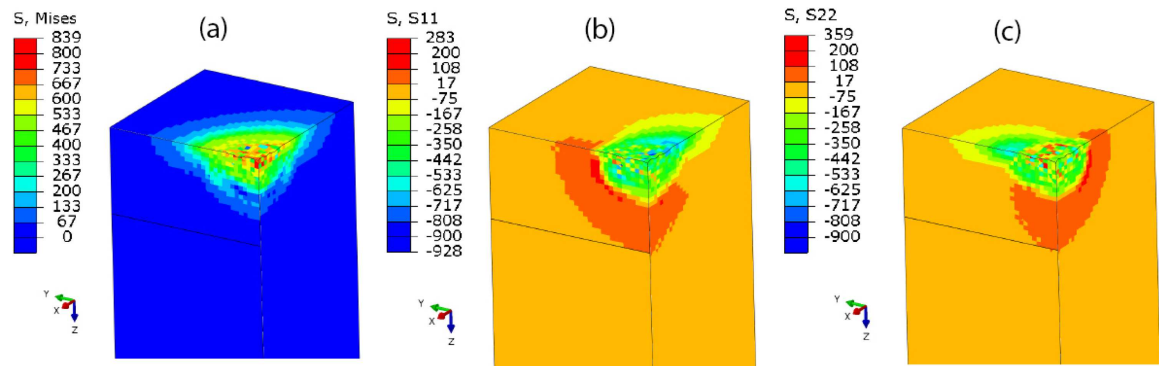 S, Mises
839
800
733
667
600
533
467
400
333
267
200
133
67
0
(a)
Y
X
Z
S, S11
283
200
108
17
-75
-167
-258
-350
-442
-533
-625
-717
-808
-900
-928
(b)
Y
X
Z
S, S22
359
200
108
17
-75
-167
-258
-350
-442
-533
-625
-717
-808
-900
(c)
Y
X
Z